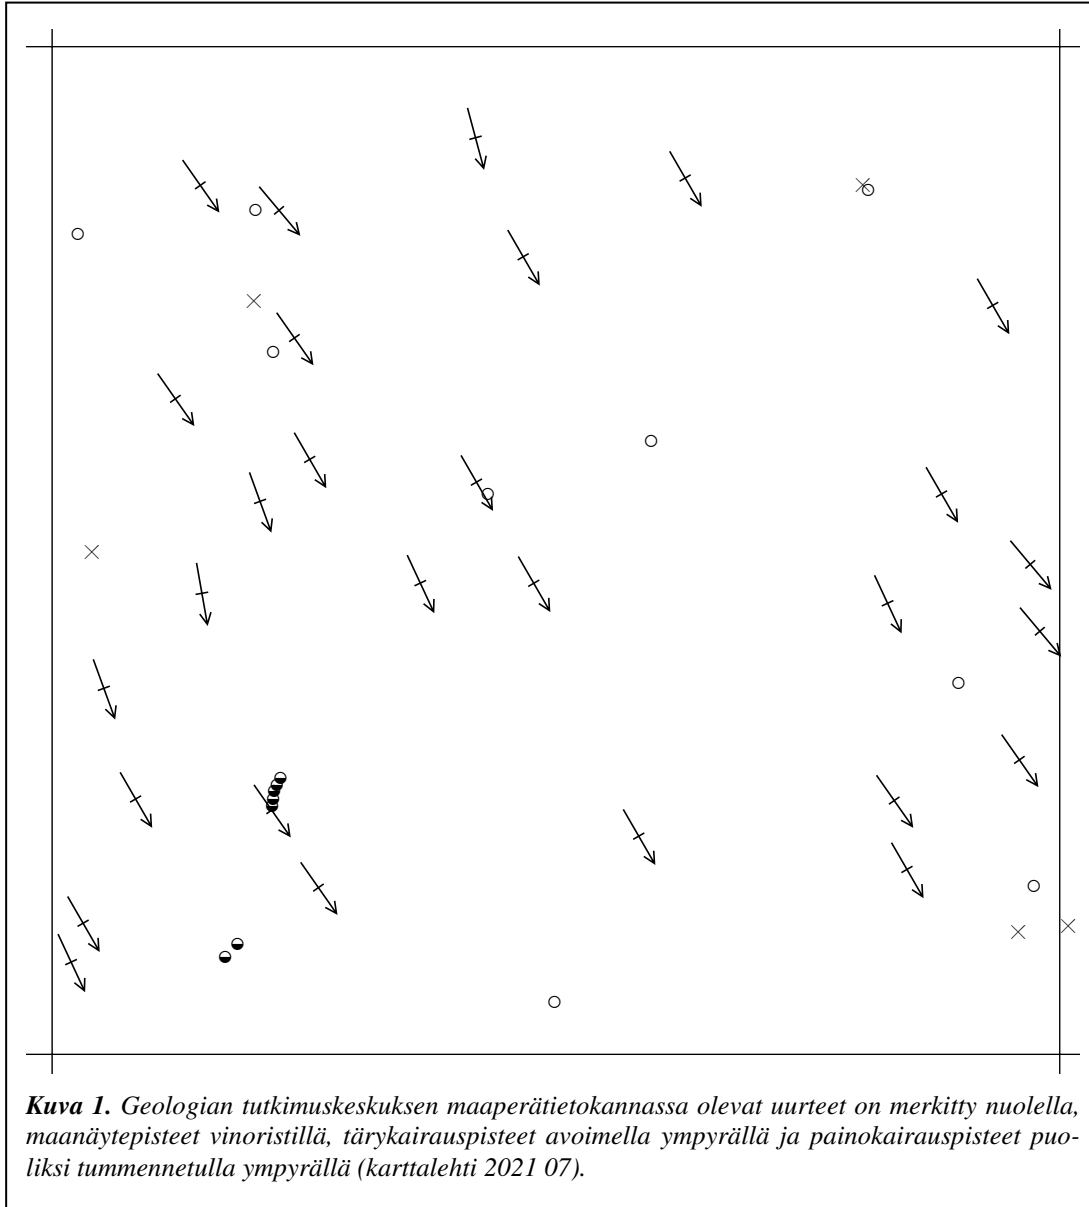 Kuva 1. Geologian tutkimuskeskuksen maaperätietokannassa olevat uurteet on merkitty nuolella,
maanäytepisteet vinoristillä, tärykairauspisteet avoimella ympyrällä ja painokairauspisteet puo-
liksi tummennetulla ympyrällä (karttalehti 2021 07).